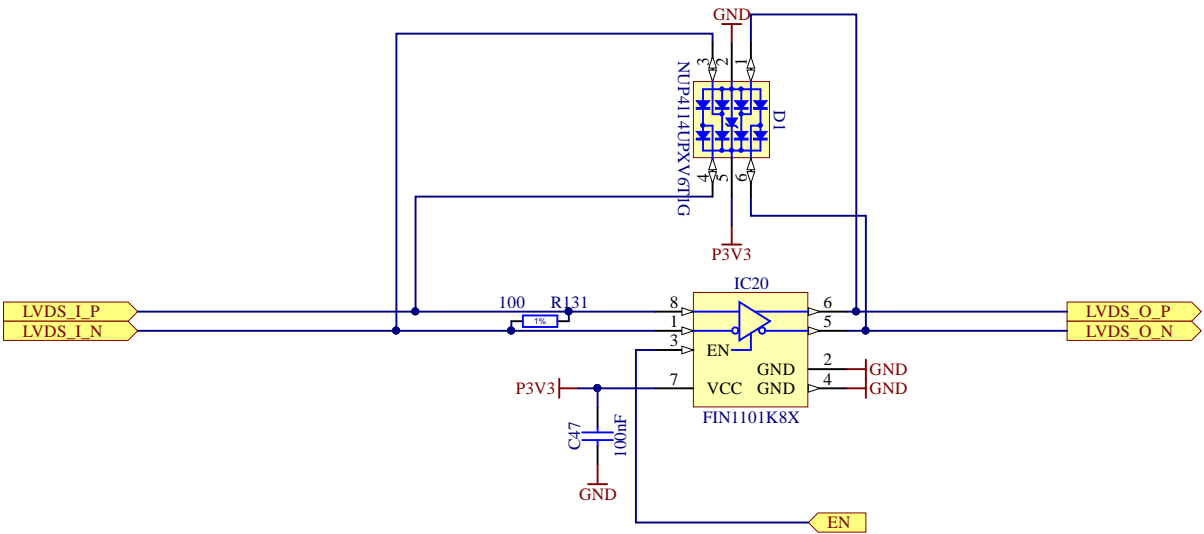 GND
3
2
1
NUP4114UPXV6T1G
D1
4
5
6
P3V3
IC20
LVDS_I_P
100
R131
8
6
LVDS_O_P
LVDS_I_N
1%
1
5
LVDS_O_N
3
EN
GND
2
GND
P3V3
7
VCC
GND
4
GND
FIN1101K8X
C47
100nF
GND
EN